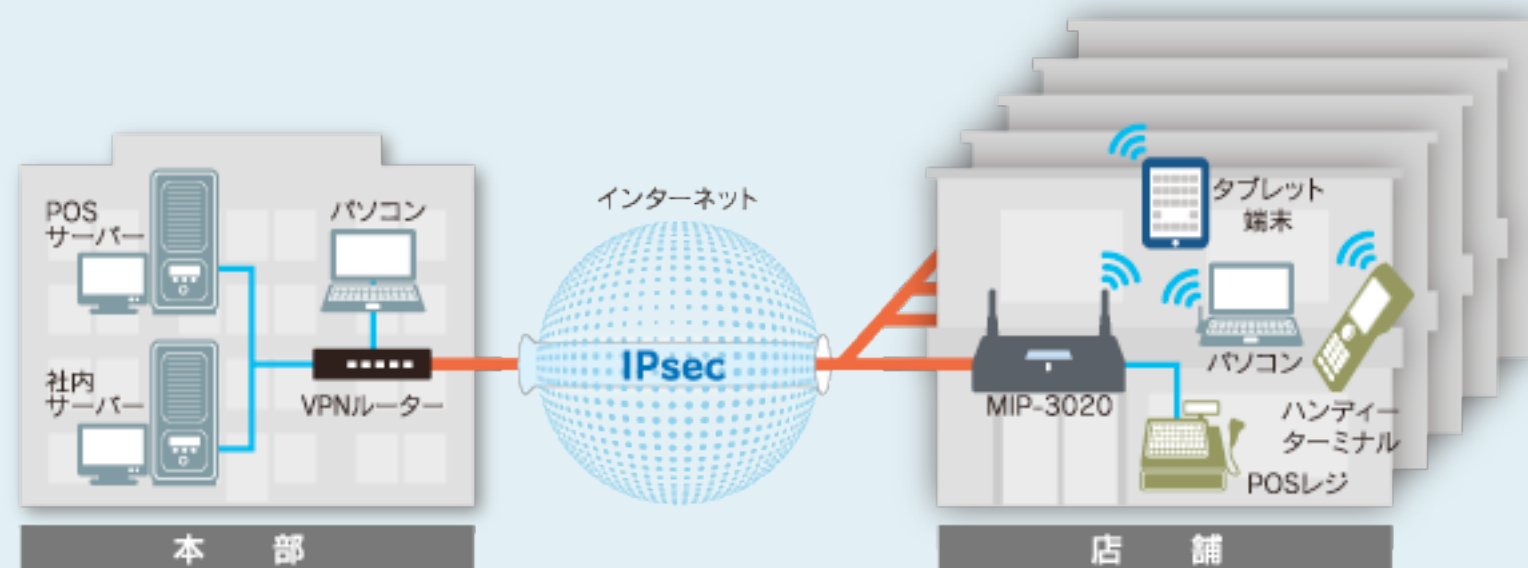 POS
サーバー
パソコン
社内
サーバー
VPNルーター
本部
インターネット
IPsec
タブレット
端末
パソコン
MIP-3020
ハンディー
ターミナル
POSレジ
店舗